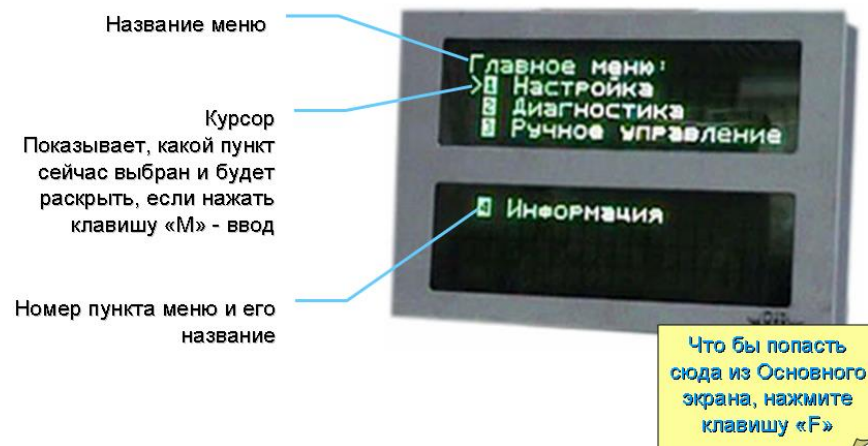 Название меню
Курсор
Показывает, какой пункт
сейчас выбран и будет
раскрыть, если нажать
клавишу «М» - ввод
Номер пункта меню и его
название
Главное меню:
>1 Настройка
2 Диагностика
3 Ручное управление
4 Информация
Что бы попасть
сюда из Основного
экрана, нажмите
клавишу «F»